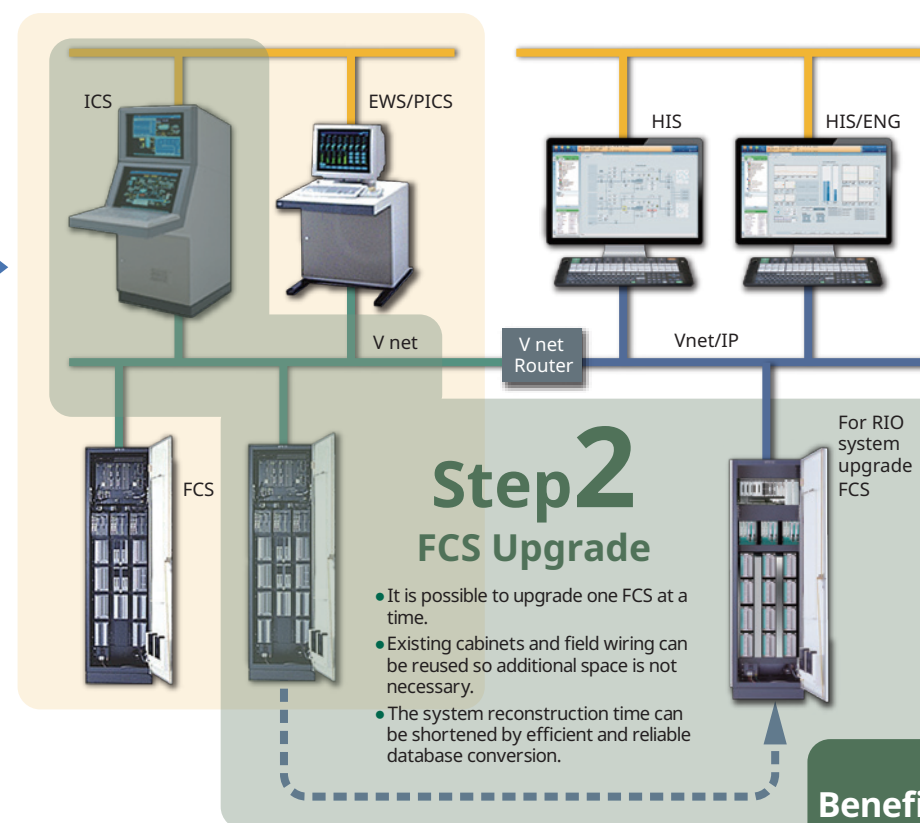 ICS
EWS/PICS
HIS
HIS/ENG
V net
V net
Router
Vnet/IP
FCS
For RIO
system
upgrade
FCS
Step2
FCS Upgrade
• It is possible to upgrade one FCS at a
time.
• Existing cabinets and field wiring can
be reused so additional space is not
necessary.
• The system reconstruction time can
be shortened by efficient and reliable
database conversion.
Benefi